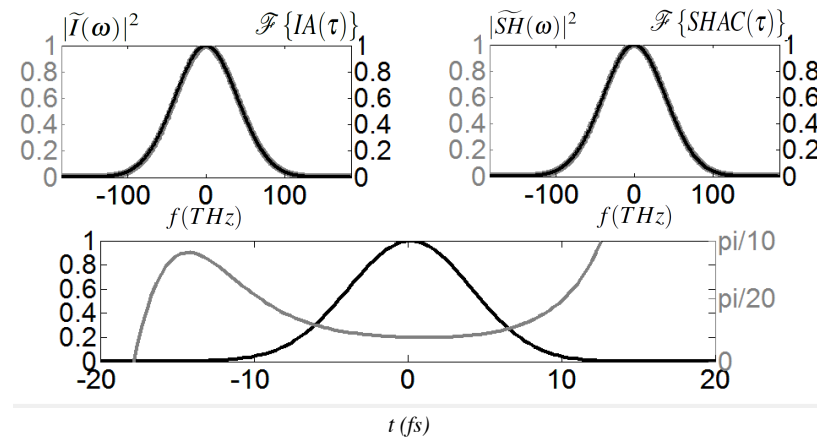 |Ĩ(ω)|² ℱ{IA(τ)} |S͠H(ω)|² ℱ{SHAC(τ)}
1 1 1 1
0.8 0.8 0.8 0.8
0.6 0.6 0.6 0.6
0.4 0.4 0.4 0.4
0.2 0.2 0.2 0.2
0 0 0 0
-100 0 100 -100 0 100
f(THz) f(THz)
1 pi/10
0.8
0.6 pi/20
0.4
0.2
0 0
-20 -10 0 10 20
t (fs)